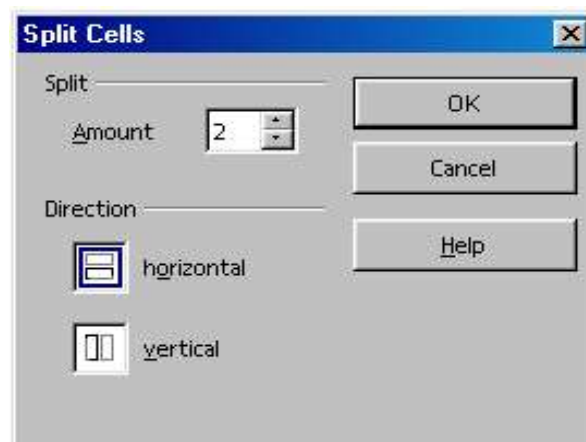 Split Cells
Split
Amount 2
OK
Cancel
Direction
Help
horizontal
vertical